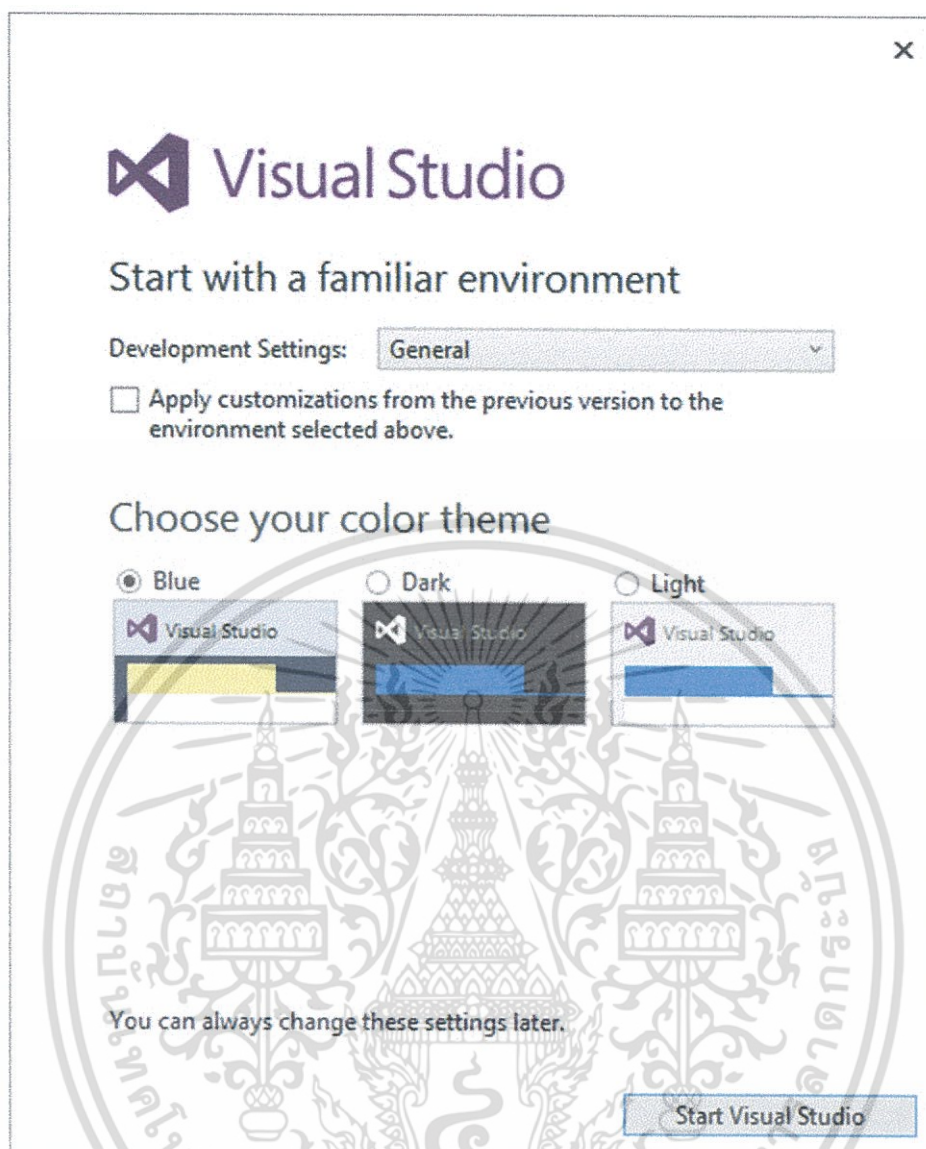 Visual Studio
Start with a familiar environment
Development Settings: General
Apply customizations from the previous version to the
environment selected above.
Choose your color theme
Blue Dark Light
Visual Studio Visual Studio Visual Studio
You can always change these settings later.
Start Visual Studio